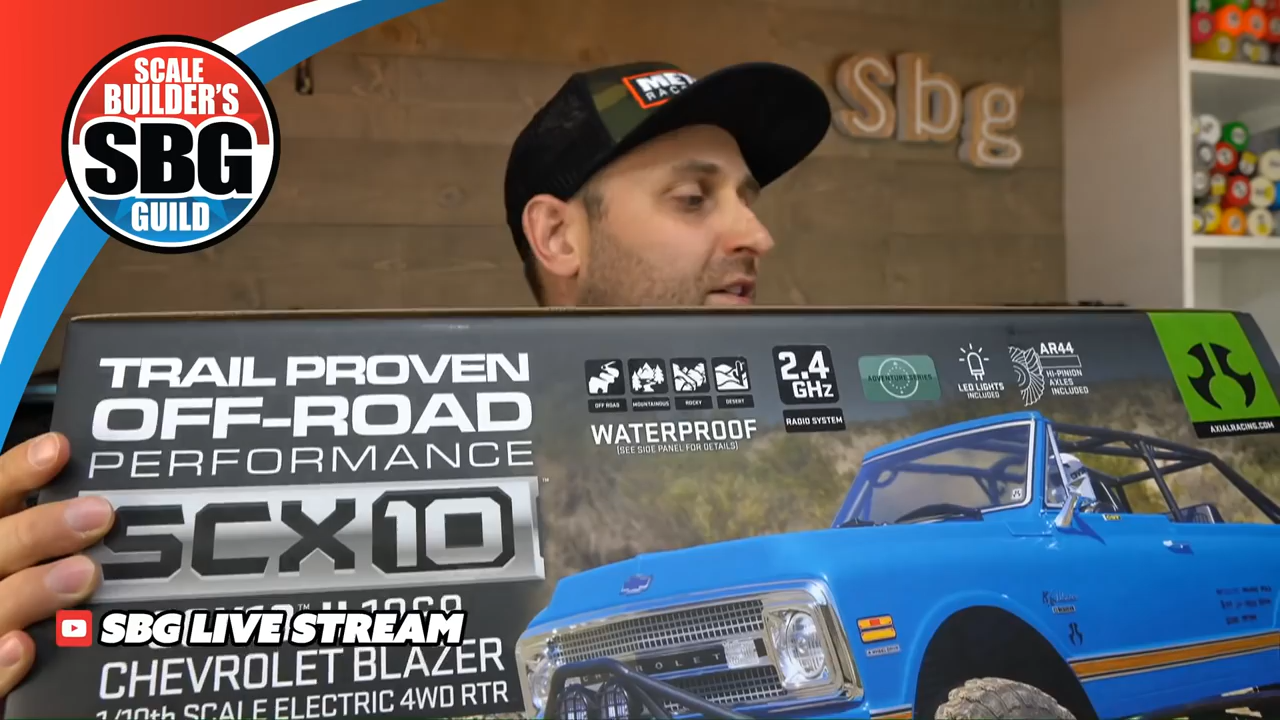 SCALE
BUILDER'S
SBG
GUILD
Sbg
TRAIL PROVEN
OFF-ROAD
PERFORMANCE
SCX10
CHEVROLET BLAZER
1/10th SCALE ELECTRIC 4WD RTR
SBG LIVE STREAM
OFF ROAD
MOUNTAINOUS
ROCKY
DESERT
WATERPROOF
(SEE SIDE PANEL FOR DETAILS)
2.4
GHz
RADIO SYSTEM
ADVENTURE SERIES
LED LIGHTS
INCLUDED
AR44
HI-PINION
AXLES
INCLUDED
AXIALRACING.COM